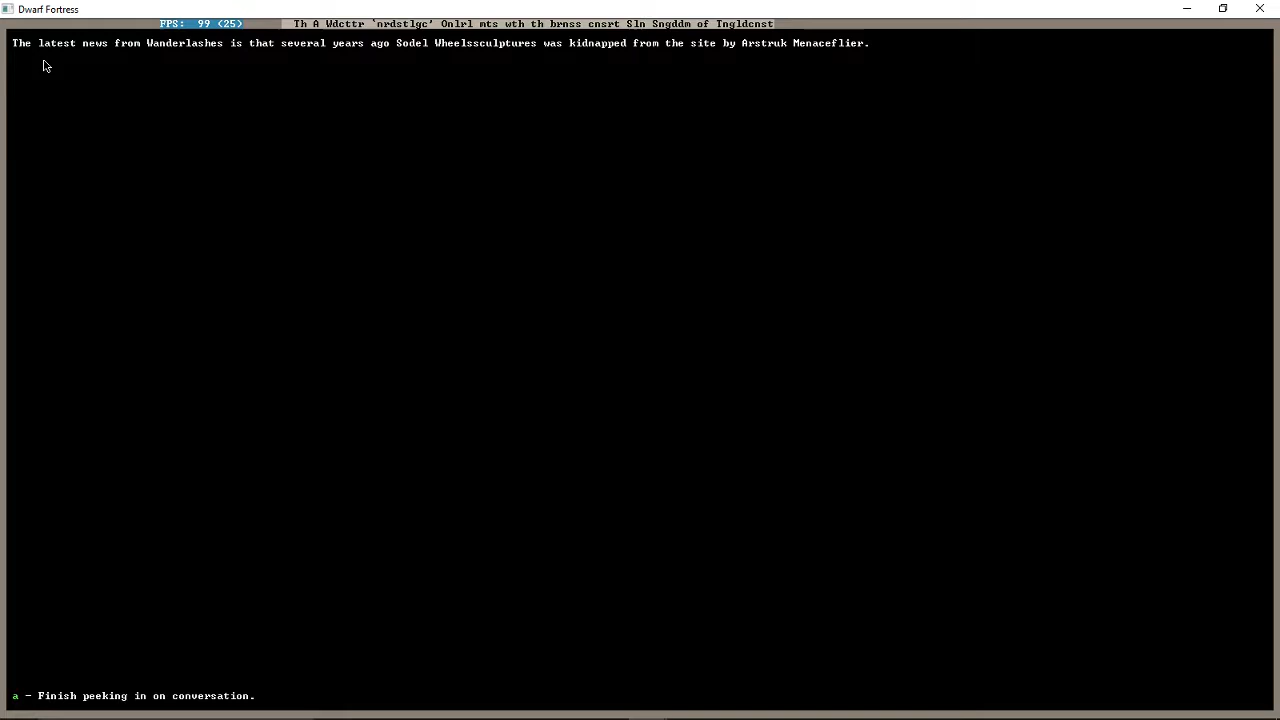 Dwarf Fortress
FPS: 99 (25) Th A Wdcttr `nrdstlgc' Onlrl mts wth th brnss cnsrt Sln Sngddm of Tngldcnst
The latest news from Wanderlashes is that several years ago Sodel Wheelssculptures was kidnapped from the site by Arstruk Menaceflier.
a - Finish peeking in on conversation.